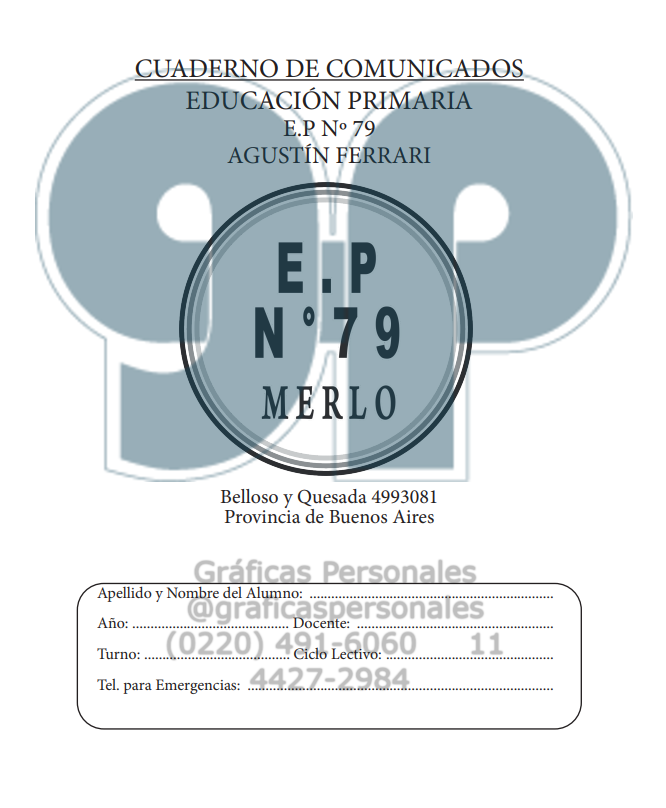 CUADERNO DE COMUNICADOS
EDUCACIÓN PRIMARIA
E.P Nº 79
AGUSTÍN FERRARI
E.P
N°79
MERLO
Belloso y Quesada 4993081
Provincia de Buenos Aires
Gráficas Personales
Apellido y Nombre del Alumno: ............................................................
@graficaspersonales
Año: ....................................... Docente: ................................................
(0220) 491-6060 11
Turno: .................................... Ciclo Lectivo: .........................................
4427-2984
Tel. para Emergencias: ...........................................................................